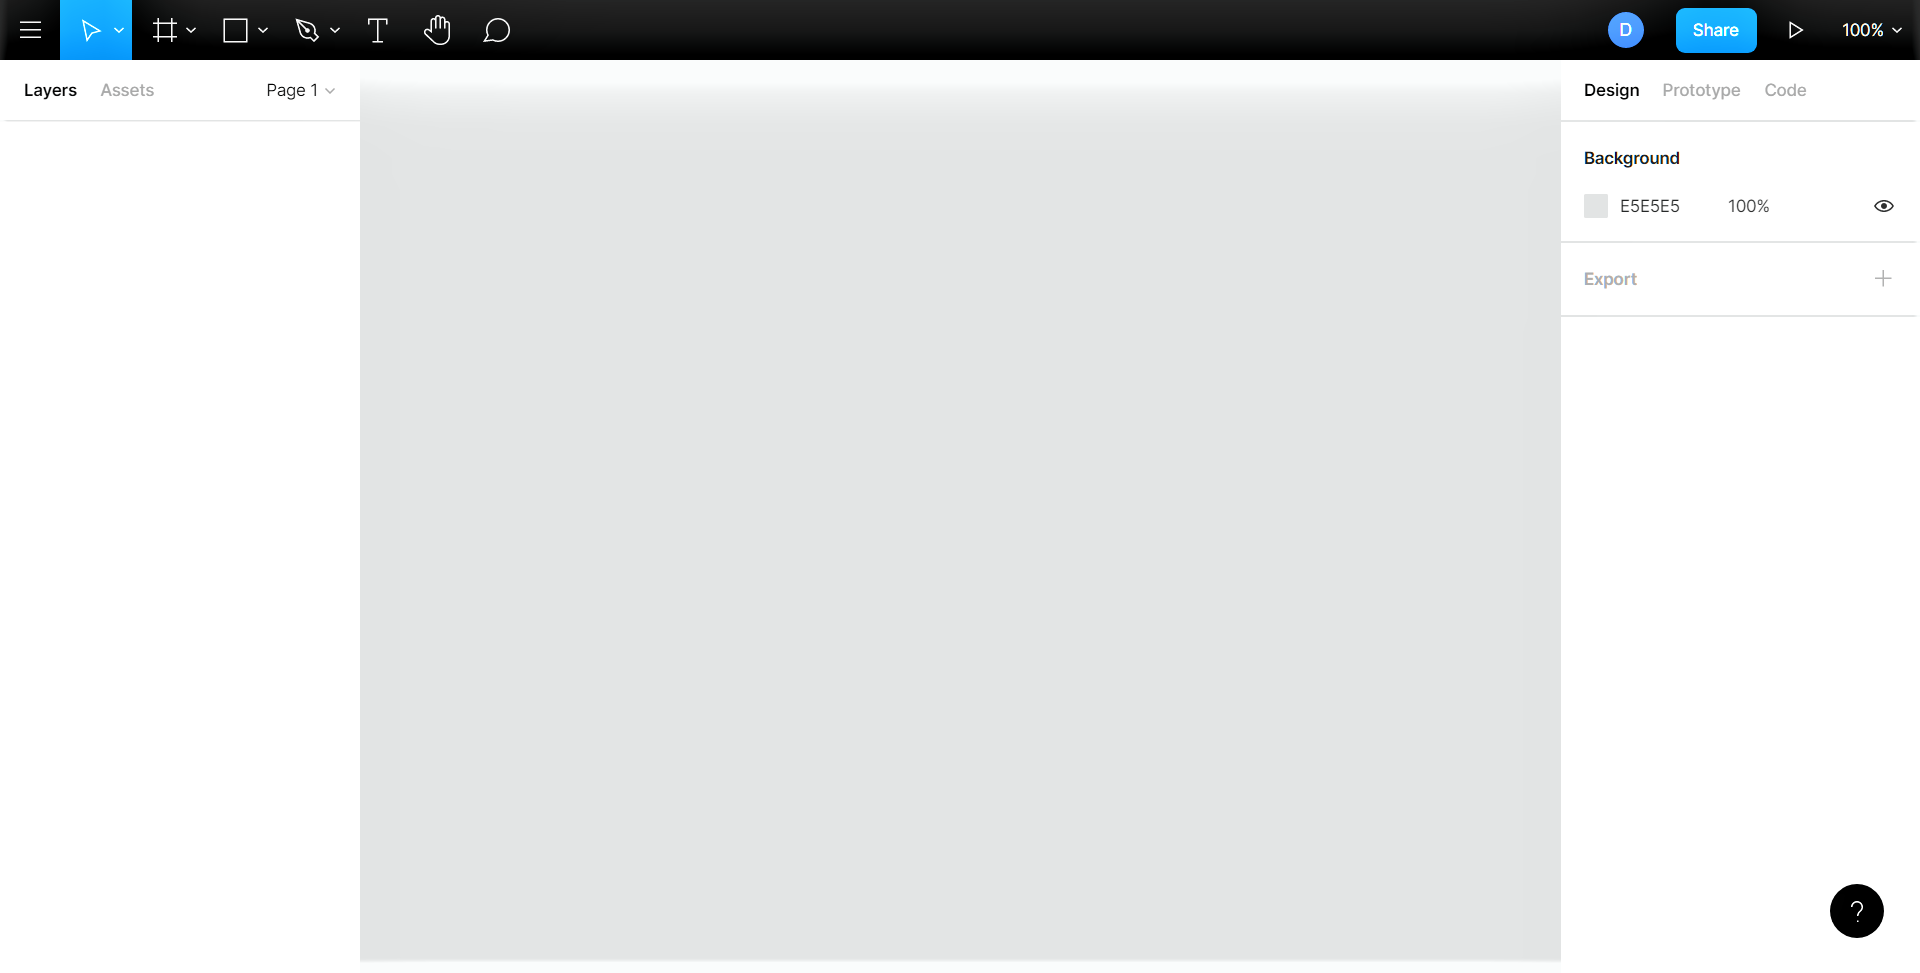 D Share 100%
Layers Assets Page 1
Design Prototype Code
Background
E5E5E5 100%
Export
?